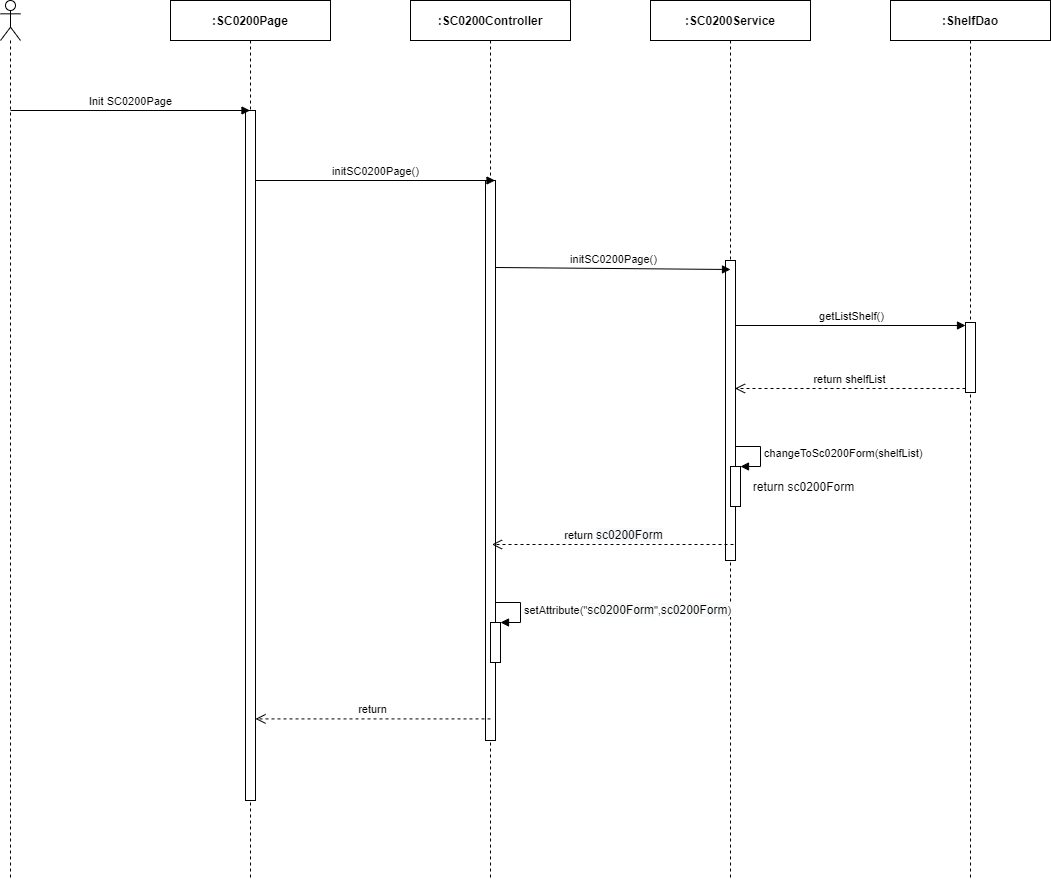 :SC0200Page
:SC0200Controller
:SC0200Service
:ShelfDao
Init SC0200Page
initSC0200Page()
initSC0200Page()
getListShelf()
return shelfList
changeToSc0200Form(shelfList)
return sc0200Form
return sc0200Form
setAttribute("sc0200Form",sc0200Form)
return